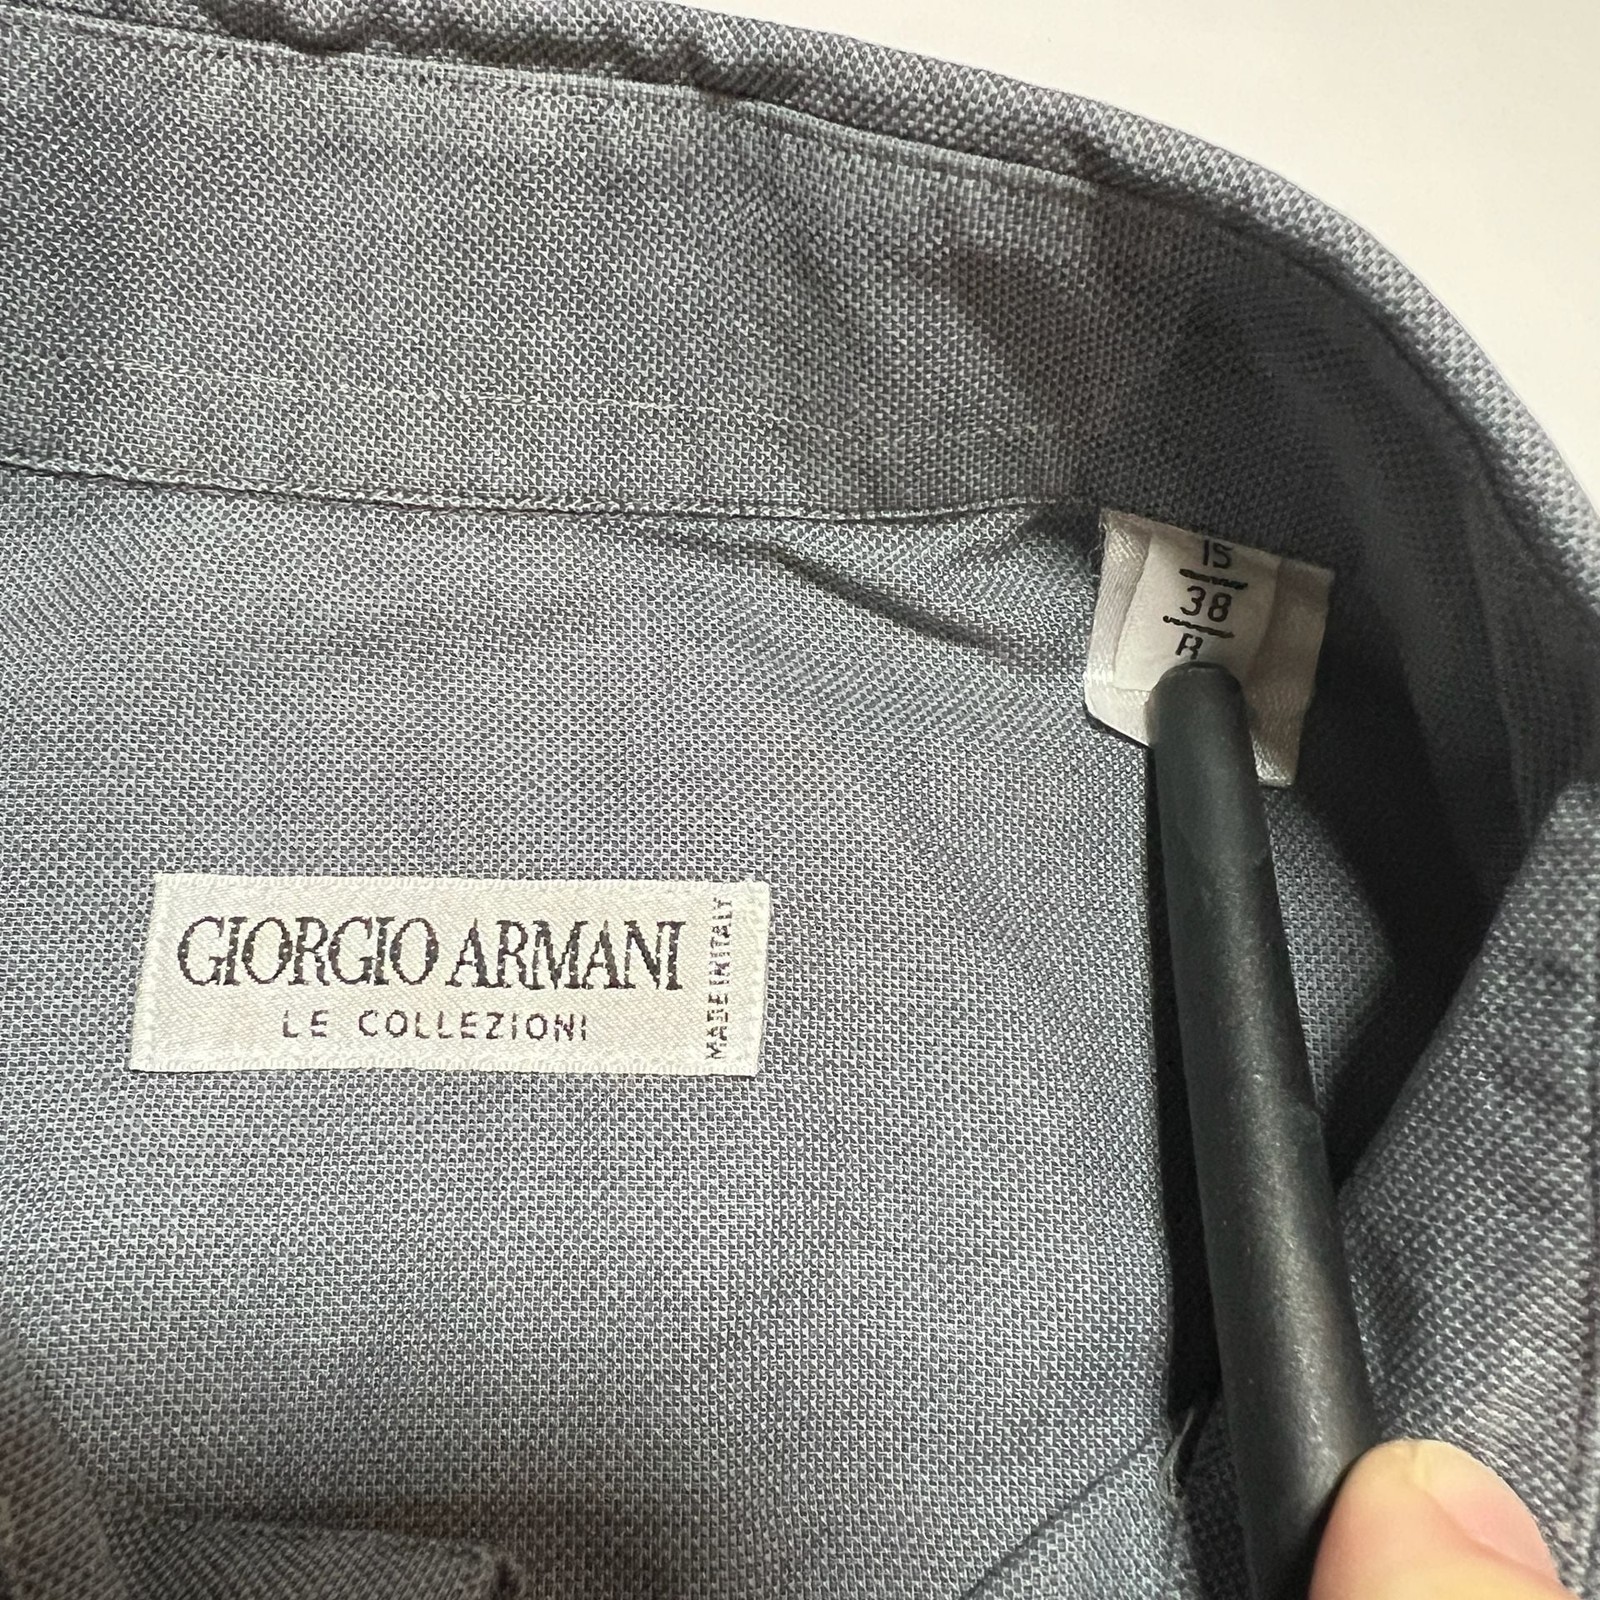 15
38
R
GIORGIO ARMANI
LE COLLEZIONI
MADE IN ITALY